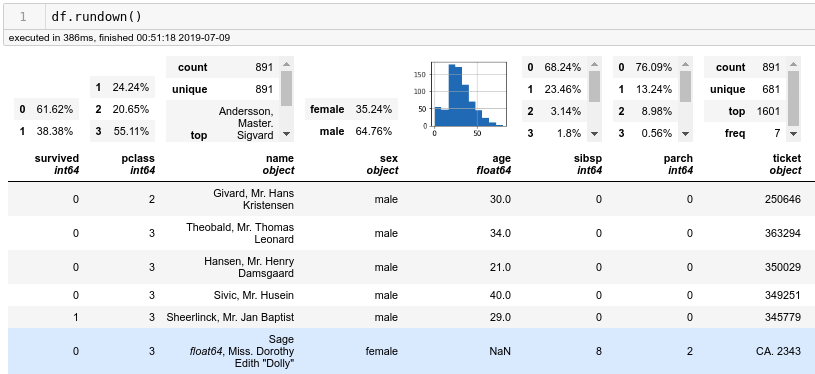 1 df.rundown()
executed in 386ms, finished 00:51:18 2019-07-09
0 61.62%
1 38.38%
1 24.24%
2 20.65%
3 55.11%
count 891
unique 891
Andersson,
Master.
top Sigvard
female 35.24%
male 64.76%
150
100
50
0
0 50
0 68.24%
1 23.46%
2 3.14%
3 1.8%
0 76.09%
1 13.24%
2 8.98%
3 0.56%
count 891
unique 681
top 1601
freq 7
survived pclass name sex age sibsp parch ticket
int64 int64 object object float64 int64 int64 object
0 2 Givard, Mr. Hans
Kristensen male 30.0 0 0 250646
0 3 Theobald, Mr. Thomas
Leonard male 34.0 0 0 363294
0 3 Hansen, Mr. Henry
Damsgaard male 21.0 0 0 350029
0 3 Sivic, Mr. Husein male 40.0 0 0 349251
1 3 Sheerlinck, Mr. Jan Baptist male 29.0 0 0 345779
Sage
0 3 float64, Miss. Dorothy female NaN 8 2 CA. 2343
Edith "Dolly"